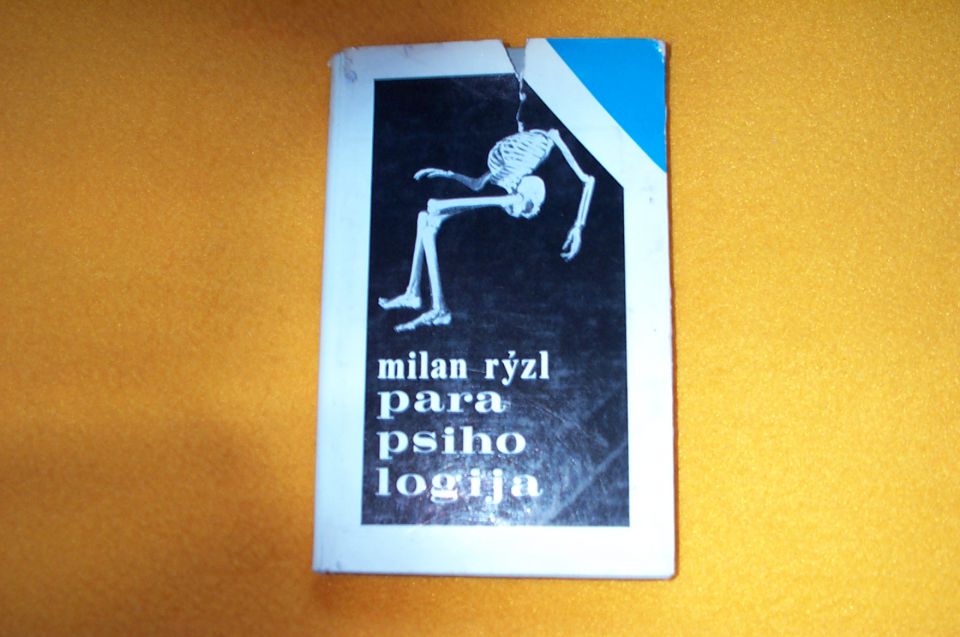 milan rýzl
para
psiho
logija